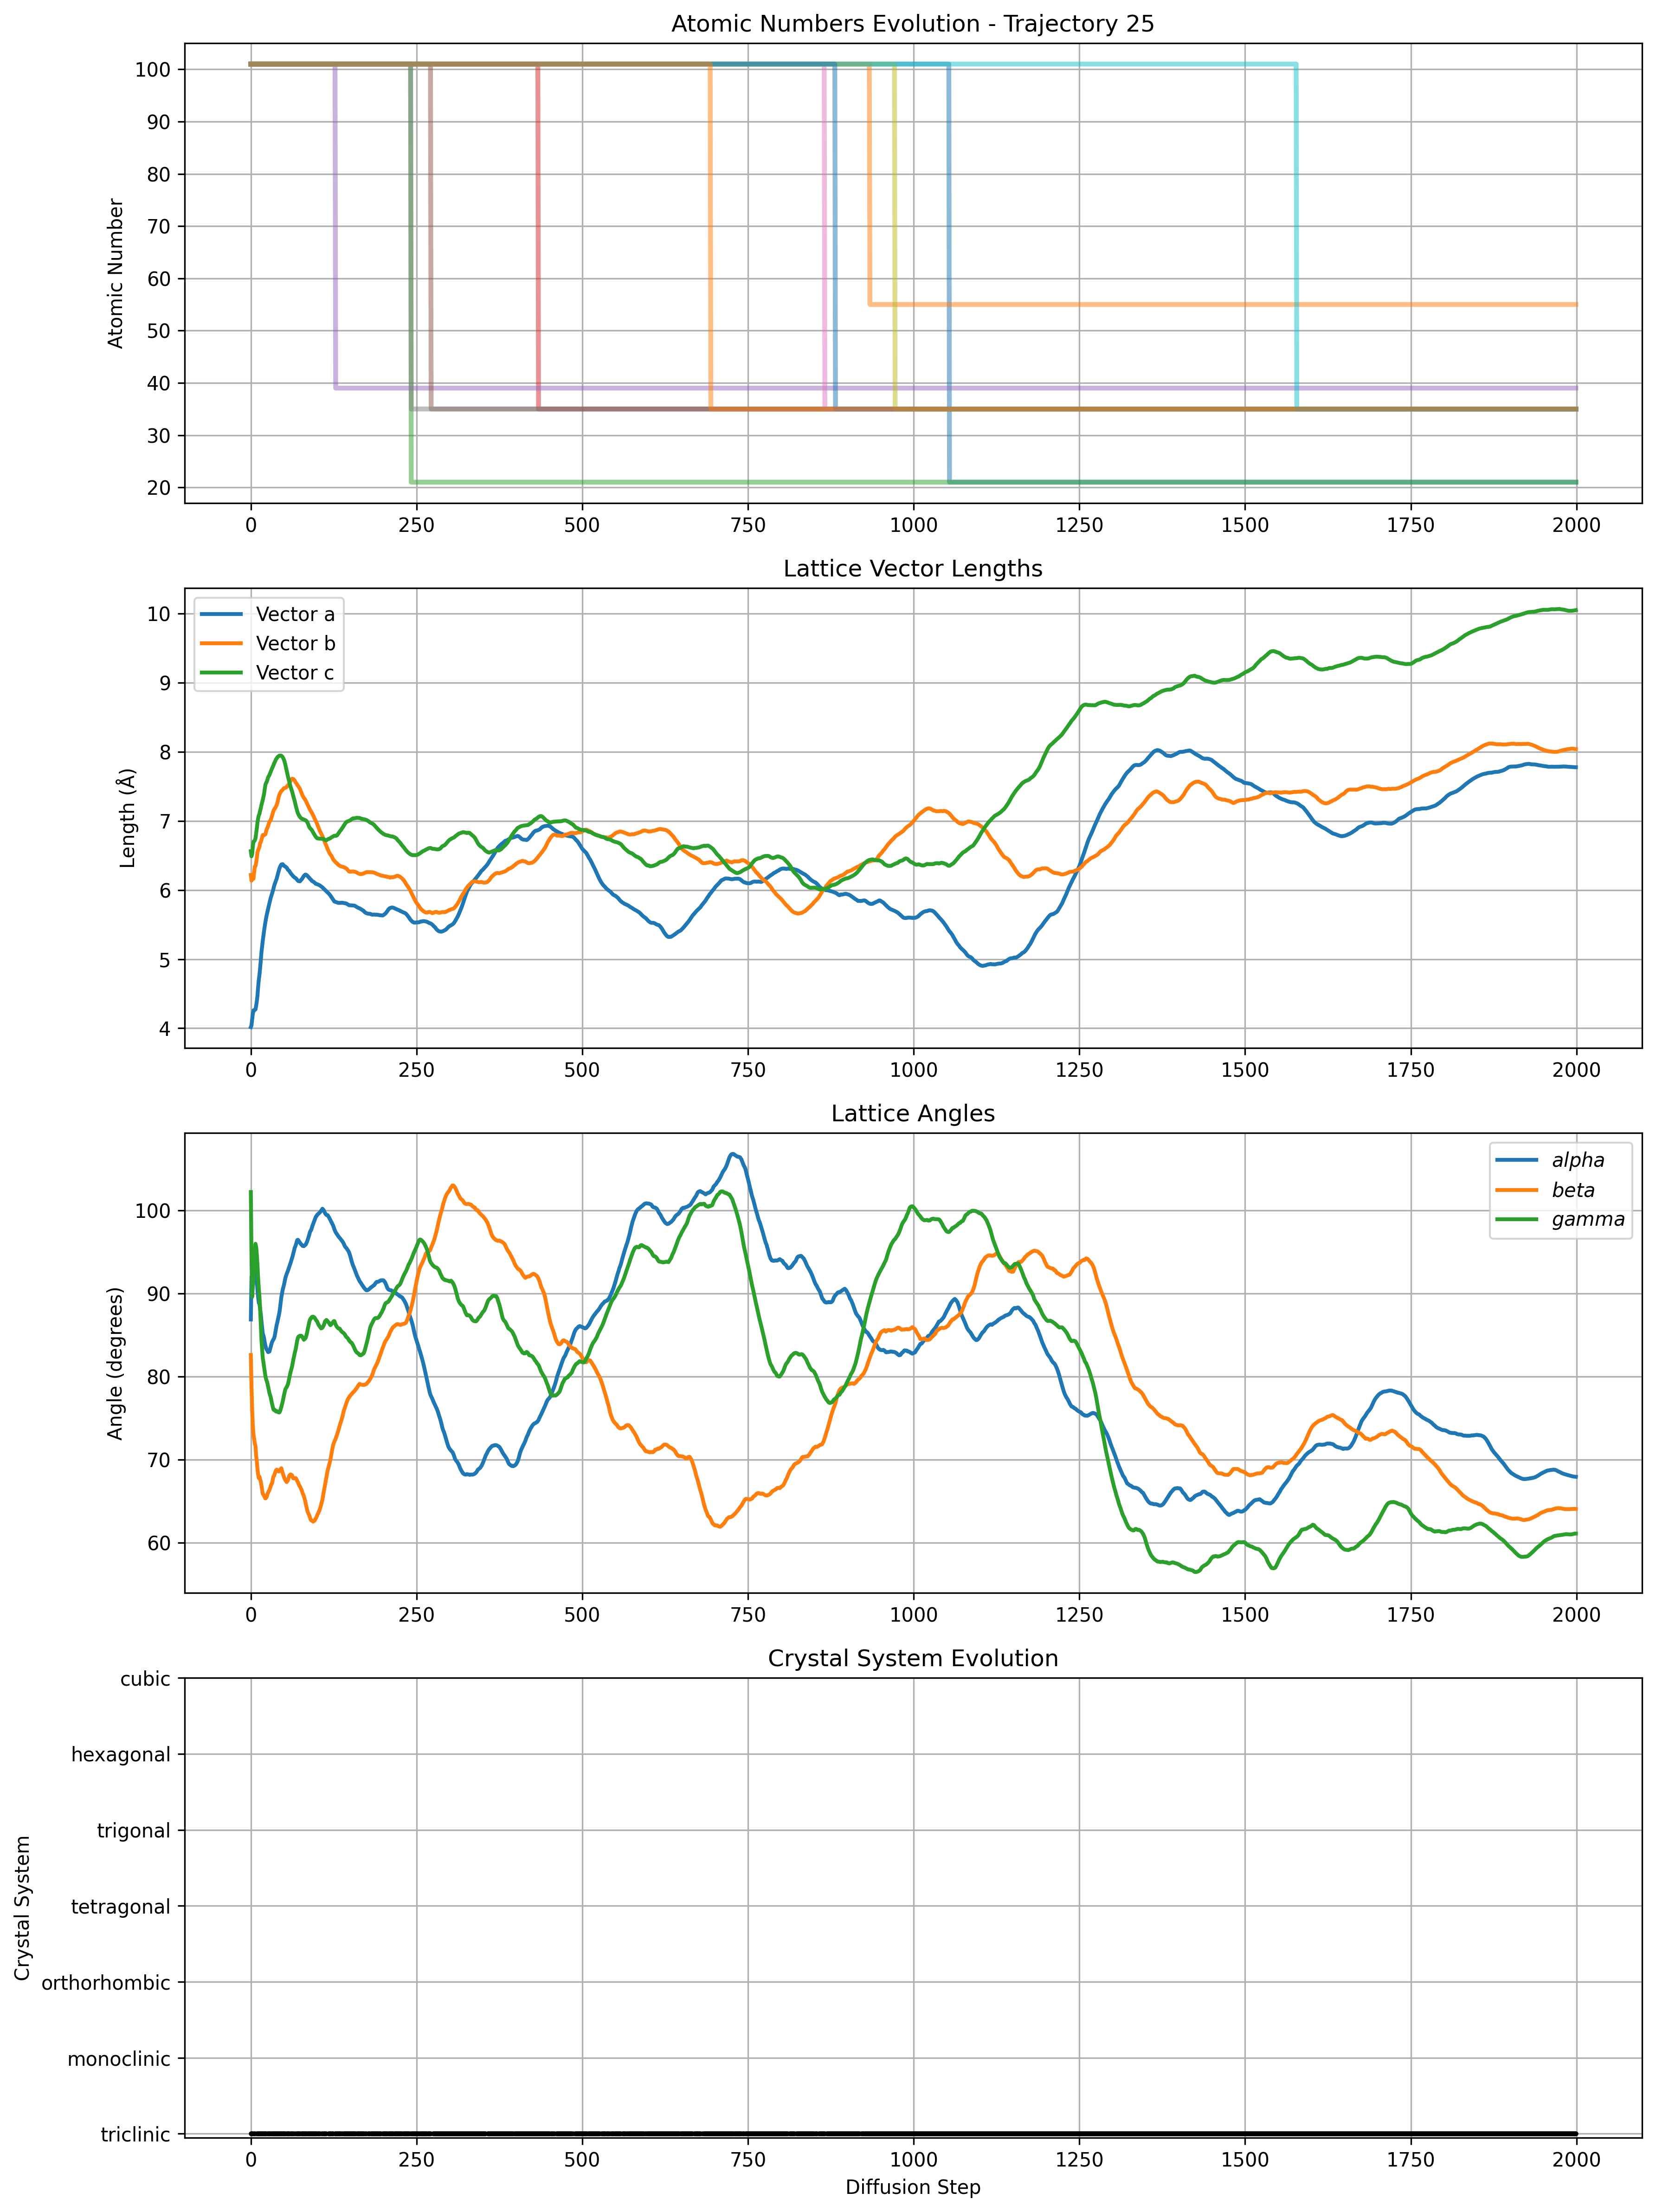 Atomic Numbers Evolution - Trajectory 25
100
90
80
70
60
50
40
30
20
Atomic Number
0 250 500 750 1000 1250 1500 1750 2000
Lattice Vector Lengths
Vector a
Vector b
Vector c
10
9
8
7
6
5
4
Length (Å)
0 250 500 750 1000 1250 1500 1750 2000
Lattice Angles
alpha
beta
gamma
100
90
80
70
60
Angle (degrees)
0 250 500 750 1000 1250 1500 1750 2000
Crystal System Evolution
cubic
hexagonal
trigonal
tetragonal
orthorhombic
monoclinic
triclinic
Crystal System
0 250 500 750 1000 1250 1500 1750 2000
Diffusion Step